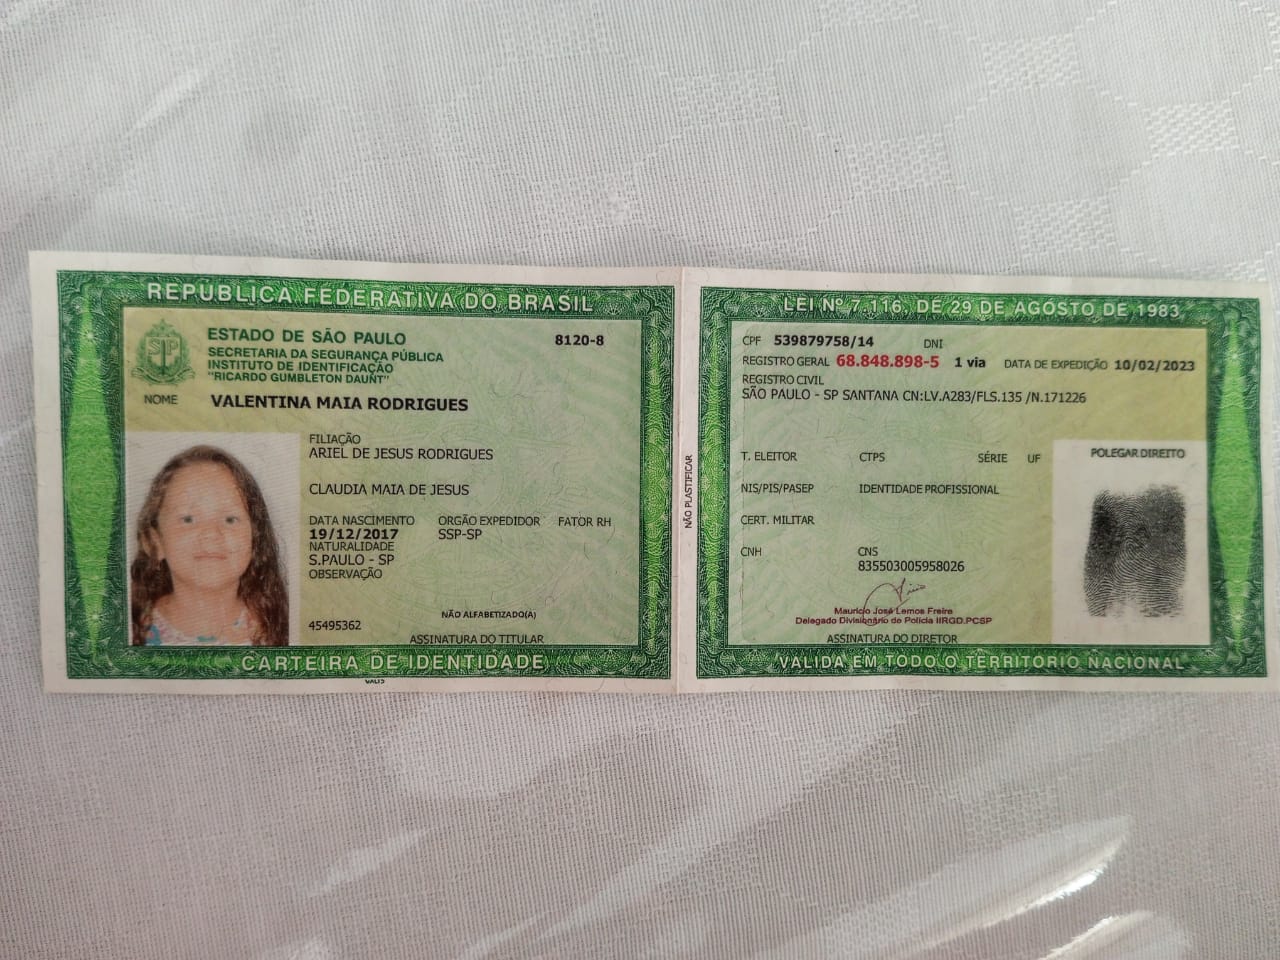 REPÚBLICA FEDERATIVA DO BRASIL
ESTADO DE SÃO PAULO
8120-8
SECRETARIA DA SEGURANÇA PÚBLICA
INSTITUTO DE IDENTIFICAÇÃO
"RICARDO GUMBLETON DAUNT"
NOME VALENTINA MAIA RODRIGUES
FILIAÇÃO
ARIEL DE JESUS RODRIGUES
CLAUDIA MAIA DE JESUS
DATA NASCIMENTO ORGÃO EXPEDIDOR FATOR RH
19/12/2017 SSP-SP
NATURALIDADE
S.PAULO - SP
OBSERVAÇÃO
NÃO ALFABETIZADO(A)
45495362
ASSINATURA DO TITULAR
CARTEIRA DE IDENTIDADE
NÃO PLASTIFICAR
LEI Nº 7.116, DE 29 DE AGOSTO DE 1983
CPF 539879758/14 DNI
REGISTRO GERAL 68.848.898-5 1 via DATA DE EXPEDIÇÃO 10/02/2023
REGISTRO CIVIL
SÃO PAULO - SP SANTANA CN:LV.A283/FLS.135 /N.171226
POLEGAR DIREITO
T. ELEITOR CTPS SÉRIE UF
NIS/PIS/PASEP IDENTIDADE PROFISSIONAL
CERT. MILITAR
CNH CNS
835503005958026
Mauricio José Lemos Freire
Delegado Divisionário de Polícia IIRGD.PCSP
ASSINATURA DO DIRETOR
VÁLIDA EM TODO O TERRITÓRIO NACIONAL